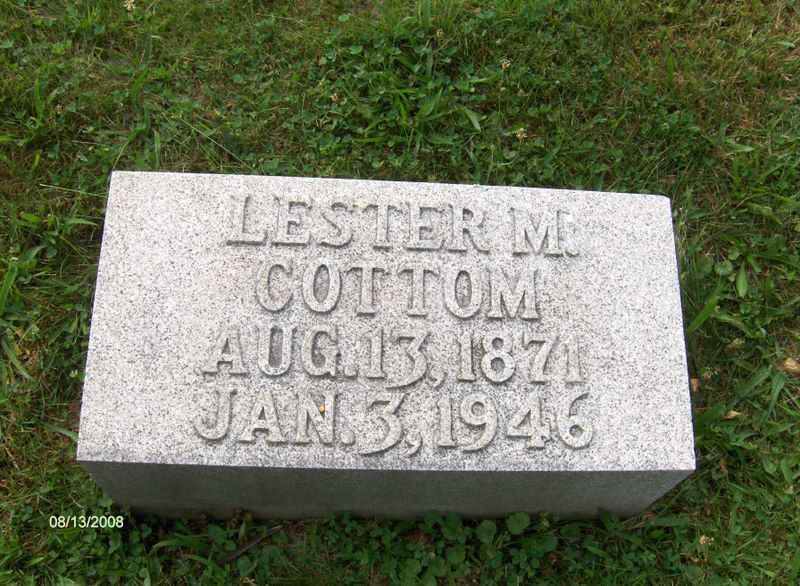 LESTER M.
COTTOM
AUG. 13, 1871
JAN. 3, 1946
08/13/2008